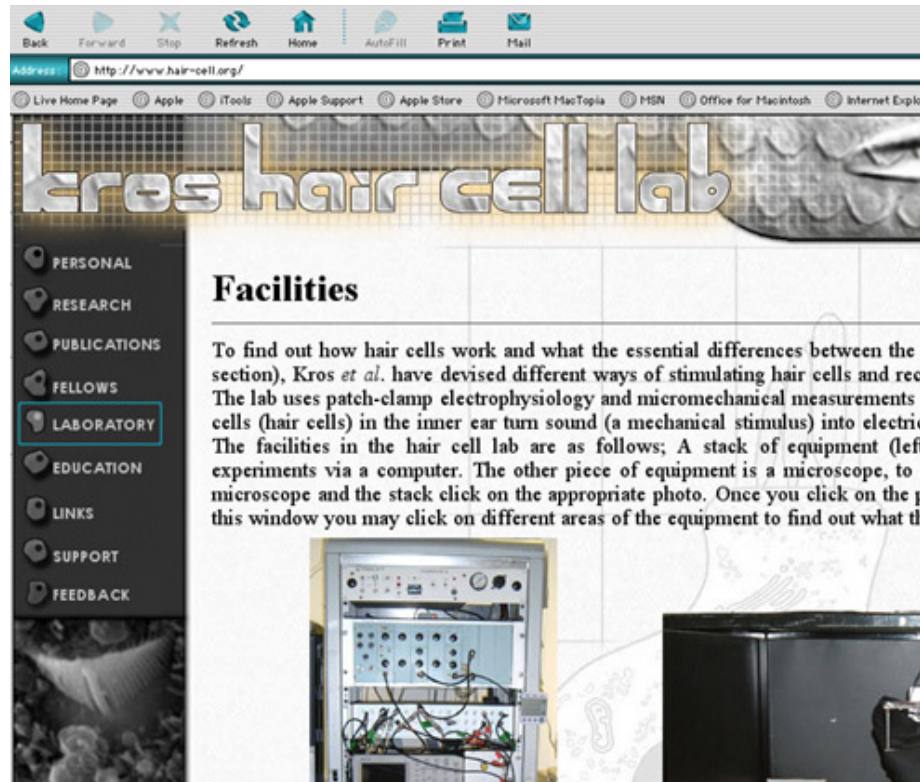 Back Forward Stop Refresh Home AutoFill Print Mail
Address: http://www.hair-cell.org/
Live Home Page Apple iTools Apple Support Apple Store Microsoft MacTopia MSN Office for Macintosh Internet Explo
kros hair cell lab
PERSONAL
RESEARCH
PUBLICATIONS
FELLOWS
LABORATORY
EDUCATION
LINKS
SUPPORT
FEEDBACK
Facilities
To find out how hair cells work and what the essential differences between the
section), Kros et al. have devised different ways of stimulating hair cells and rec
The lab uses patch-clamp electrophysiology and micromechanical measurements
cells (hair cells) in the inner ear turn sound (a mechanical stimulus) into electric
The facilities in the hair cell lab are as follows; A stack of equipment (left
experiments via a computer. The other piece of equipment is a microscope, to
microscope and the stack click on the appropriate photo. Once you click on the p
this window you may click on different areas of the equipment to find out what th